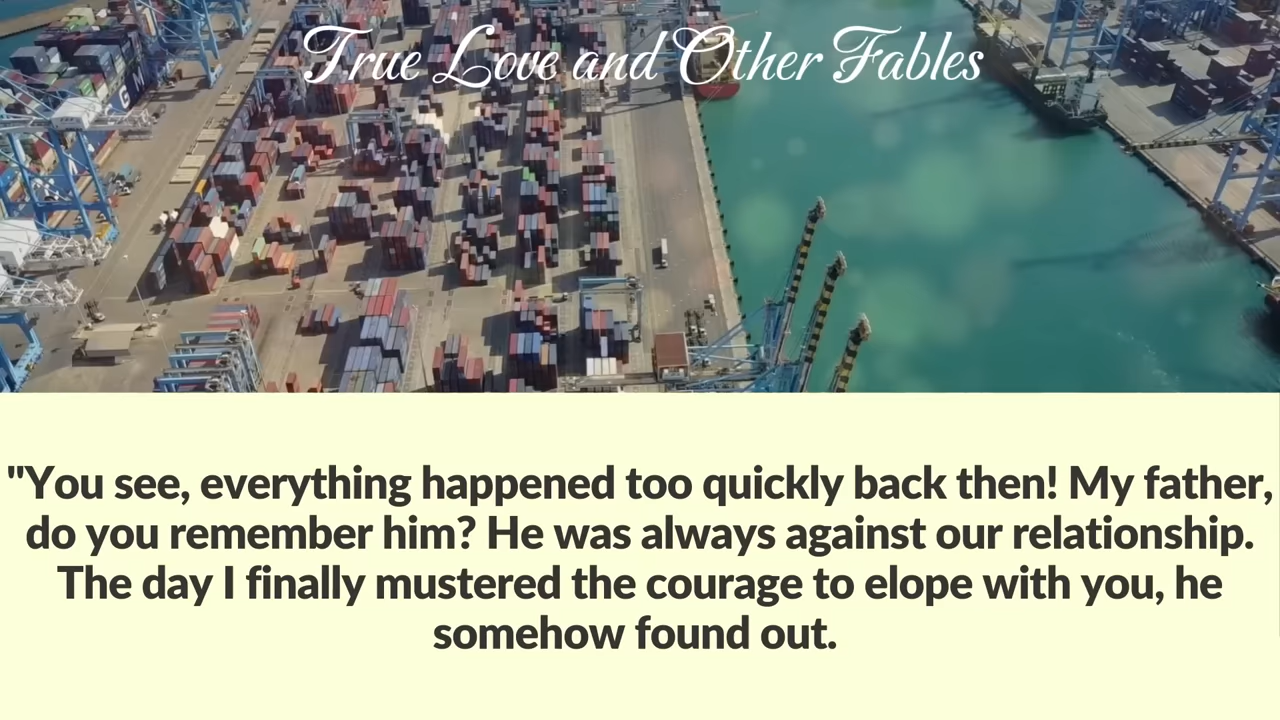 True Love and Other Fables
"You see, everything happened too quickly back then! My father,
do you remember him? He was always against our relationship.
The day I finally mustered the courage to elope with you, he
somehow found out.